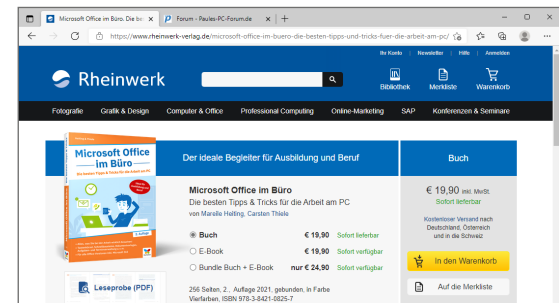 Microsoft Office im Büro. Die be
Forum - Paules-PC-Forum.de
https://www.rheinwerk-verlag.de/microsoft-office-im-buero-die-besten-tipps-und-tricks-fuer-die-arbeit-am-pc/
Ihr Konto | Newsletter | Hilfe | Anmelden
Rheinwerk
Bibliothek Merkliste Warenkorb
Fotografie Grafik & Design Computer & Office Professional Computing Online-Marketing SAP Konferenzen & Seminare
Microsoft Office
im Büro
Die besten Tipps & Tricks für die Arbeit am PC
Der ideale Begleiter für Ausbildung und Beruf
Microsoft Office im Büro
Die besten Tipps & Tricks für die Arbeit am PC
von Mareile Heiting, Carsten Thiele
Buch € 19,90 Sofort lieferbar
E-Book € 19,90 Sofort verfügbar
Bundle Buch + E-Book nur € 24,90 Sofort verfügbar
256 Seiten, 2., Auflage 2021, gebunden, in Farbe
Vierfarben, ISBN 978-3-8421-0825-7
Leseprobe (PDF)
Buch
€ 19,90 inkl. MwSt.
Sofort lieferbar
Kostenloser Versand nach
Deutschland, Österreich
und in die Schweiz
In den Warenkorb
Auf die Merkliste